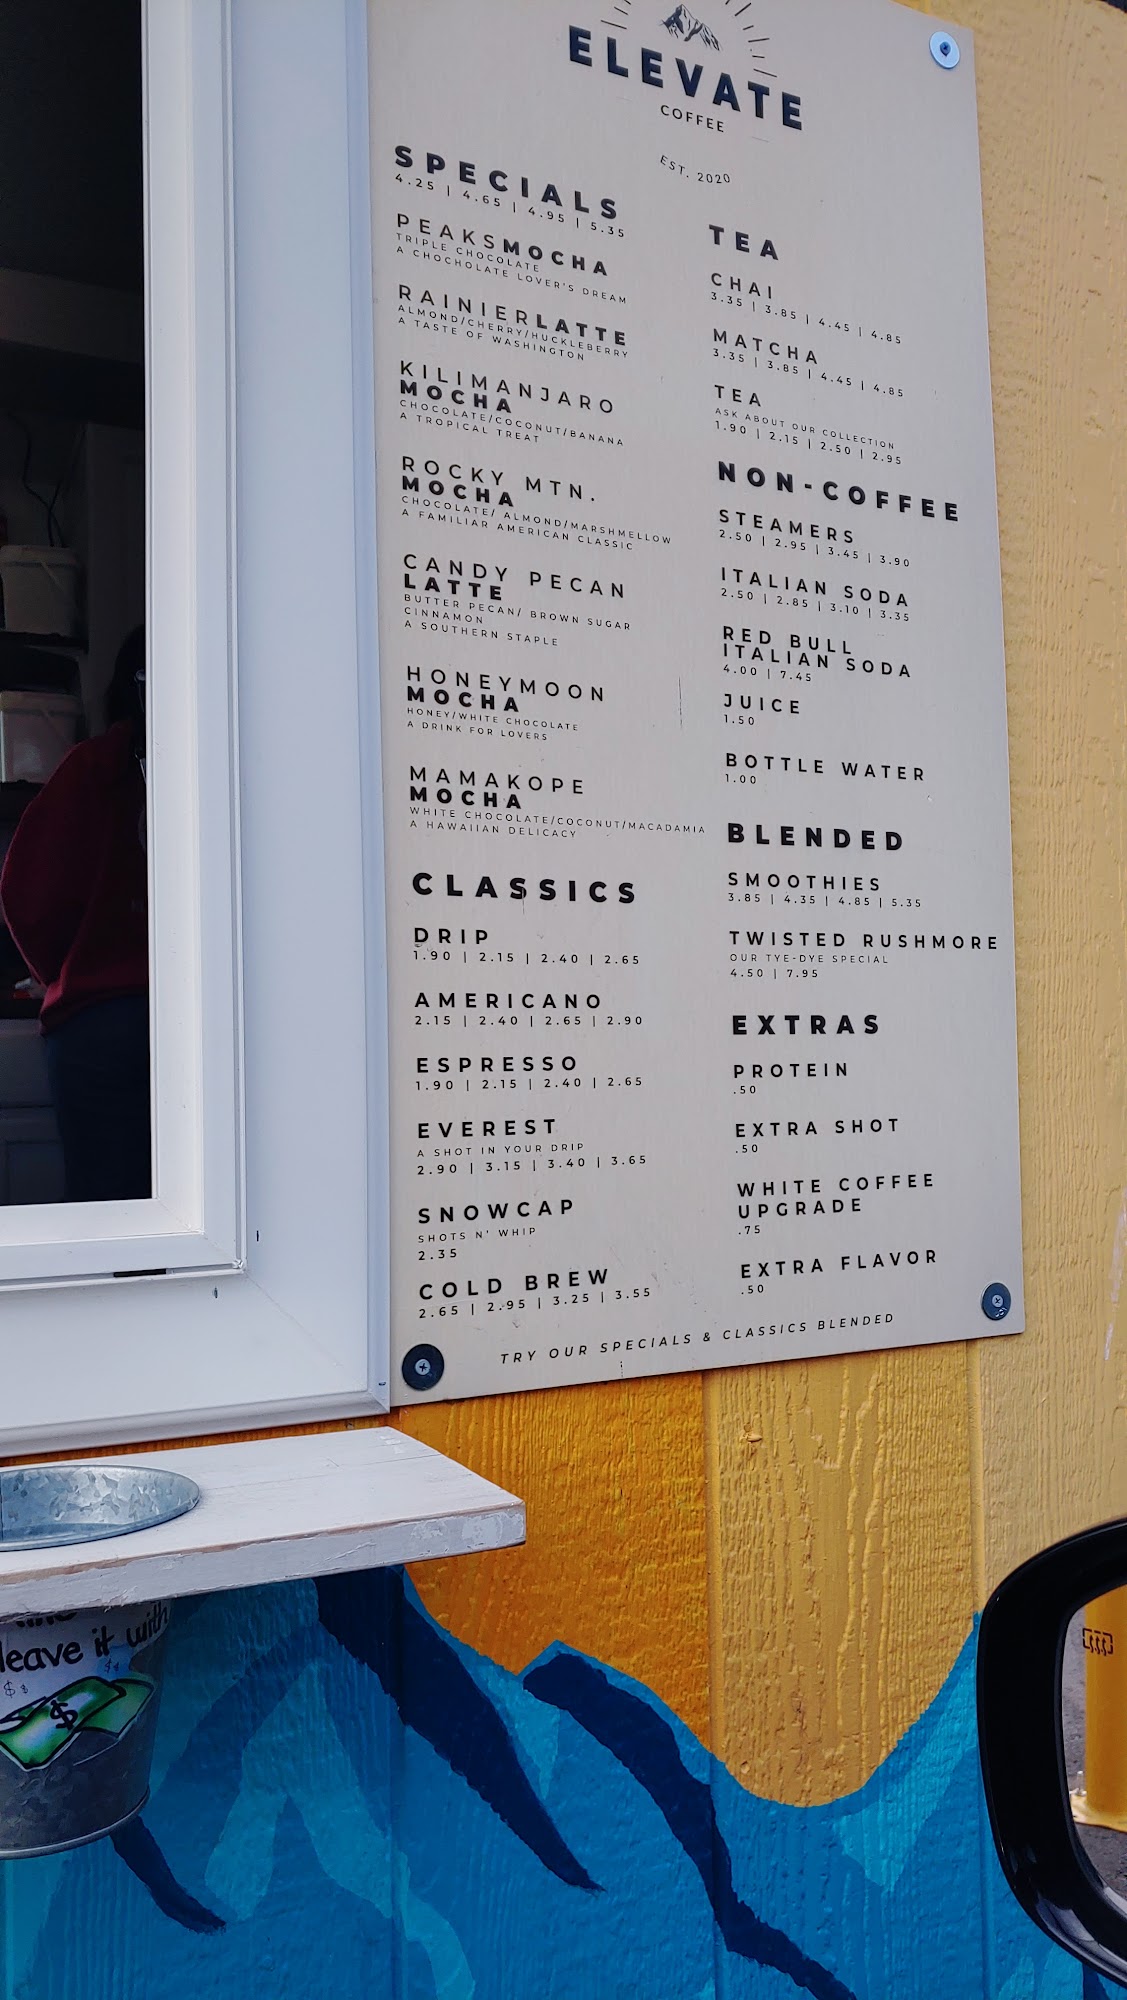 ELEVATE
COFFEE
EST. 2020
SPECIALS
4.25 | 4.65 | 4.95 | 5.35
PEAKSMOCHA
TRIPLE CHOCOLATE
A CHOCHOLATE LOVER'S DREAM
RAINIERLATTE
ALMOND/CHERRY/HUCKLEBERRY
A TASTE OF WASHINGTON
KILIMANJARO
MOCHA
CHOCOLATE/COCONUT/BANANA
A TROPICAL TREAT
ROCKY MTN.
MOCHA
CHOCOLATE/ ALMOND/MARSHMELLOW
A FAMILIAR AMERICAN CLASSIC
CANDY PECAN
LATTE
BUTTER PECAN/ BROWN SUGAR
CINNAMON
A SOUTHERN STAPLE
HONEYMOON
MOCHA
HONEY/WHITE CHOCOLATE
A DRINK FOR LOVERS
MAMAKOPE
MOCHA
WHITE CHOCOLATE/COCONUT/MACADAMIA
A HAWAIIAN DELICACY
CLASSICS
DRIP
1.90 | 2.15 | 2.40 | 2.65
AMERICANO
2.15 | 2.40 | 2.65 | 2.90
ESPRESSO
1.90 | 2.15 | 2.40 | 2.65
EVEREST
A SHOT IN YOUR DRIP
2.90 | 3.15 | 3.40 | 3.65
SNOWCAP
SHOTS N' WHIP
2.35
COLD BREW
2.65 | 2.95 | 3.25 | 3.55
TEA
CHAI
3.35 | 3.85 | 4.45 | 4.85
MATCHA
3.35 | 3.85 | 4.45 | 4.85
TEA
ASK ABOUT OUR COLLECTION
1.90 | 2.15 | 2.50 | 2.95
NON-COFFEE
STEAMERS
2.50 | 2.95 | 3.45 | 3.90
ITALIAN SODA
2.50 | 2.85 | 3.10 | 3.35
RED BULL
ITALIAN SODA
4.00 | 7.45
JUICE
1.50
BOTTLE WATER
1.00
BLENDED
SMOOTHIES
3.85 | 4.35 | 4.85 | 5.35
TWISTED RUSHMORE
OUR TYE-DYE SPECIAL
4.50 | 7.95
EXTRAS
PROTEIN
.50
EXTRA SHOT
.50
WHITE COFFEE
UPGRADE
.75
EXTRA FLAVOR
.50
TRY OUR SPECIALS & CLASSICS BLENDED
leave it with
$ $ $ $
$